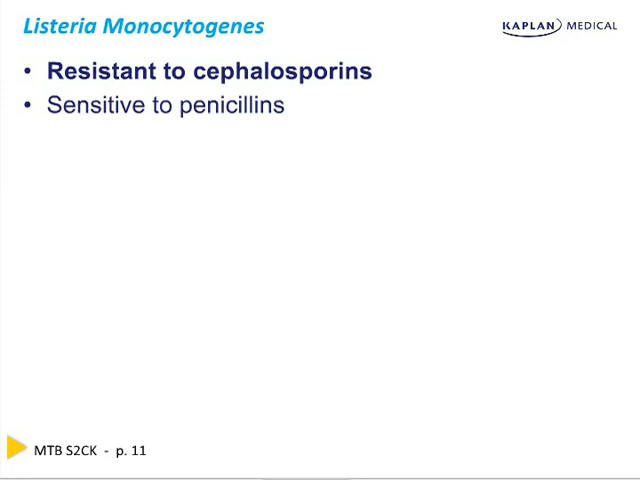 Listeria Monocytogenes
KAPLAN MEDICAL
• Resistant to cephalosporins
• Sensitive to penicillins
MTB S2CK - p. 11